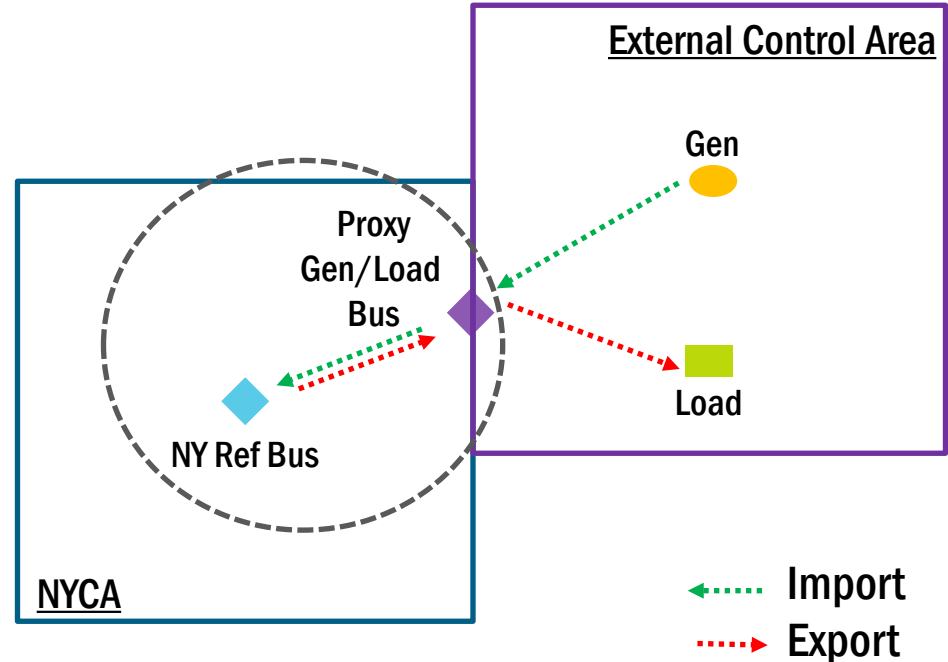 External Control Area
Gen
Proxy
Gen/Load
Bus
Load
NY Ref Bus
NYCA
Import
Export